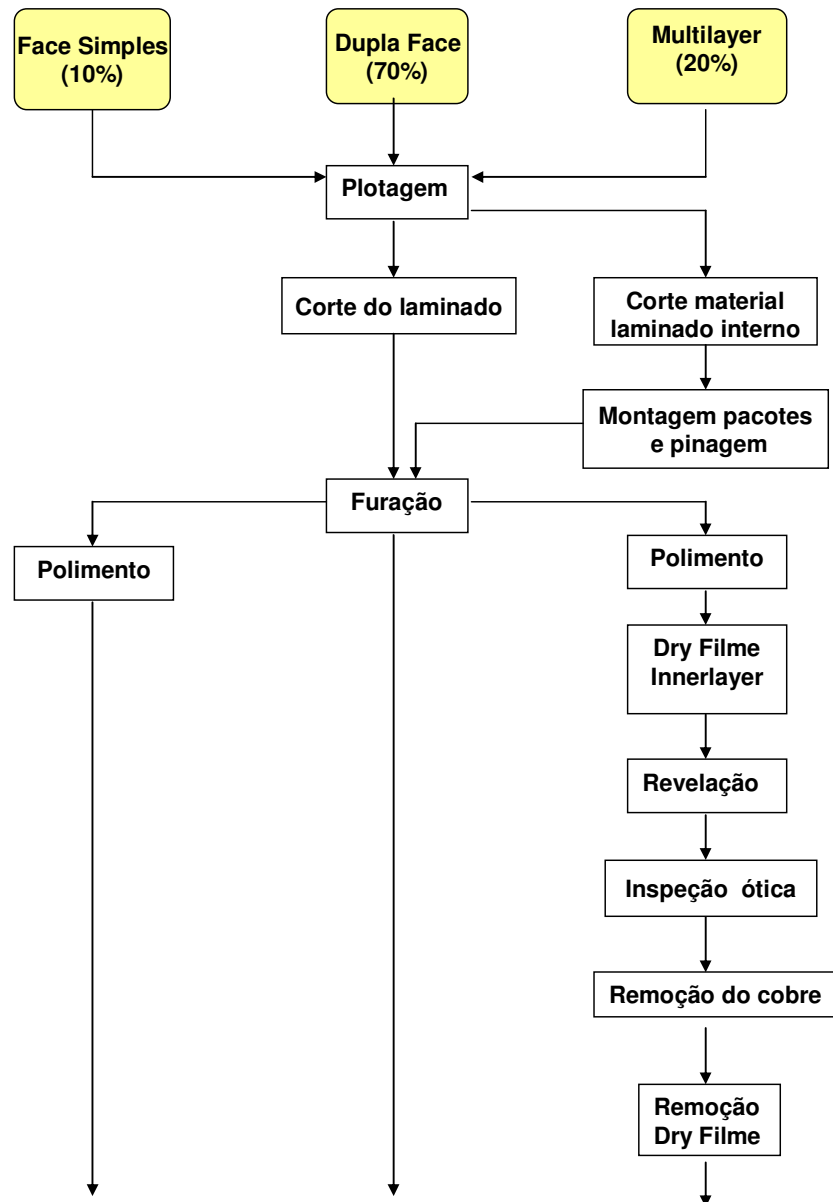 Face Simples
(10%)
Dupla Face
(70%)
Multilayer
(20%)
Plotagem
Corte do laminado
Corte material
laminado interno
Montagem pacotes
e pinagem
Furação
Polimento
Polimento
Dry Filme
Innerlayer
Revelação
Inspeção ótica
Remoção do cobre
Remoção
Dry Filme